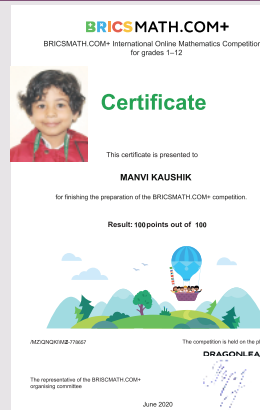 BRICSMATH.COM+
BRICSMATH.COM+ International Online Mathematics Competition
for grades 1–12
Certificate
This certificate is presented to
MANVI KAUSHIK
for finishing the preparation of the BRICSMATH.COM+ competition.
Result: 100 points out of 100
The competition is held on the
DRAGONLEA
The representative of the BRISCMATH.COM+
organising committee
June 2020